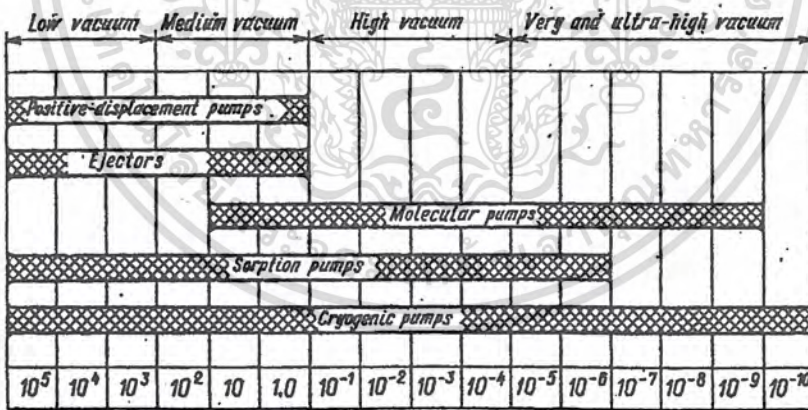 Low vacuum Medium vacuum High vacuum Very and ultra-high vacuum
Positive-displacement pumps
Ejectors
Molecular pumps
Sorption pumps
Cryogenic pumps
10⁵ 10⁴ 10³ 10² 10 1,0 10⁻¹ 10⁻² 10⁻³ 10⁻⁴ 10⁻⁵ 10⁻⁶ 10⁻⁷ 10⁻⁸ 10⁻⁹ 10⁻¹⁰